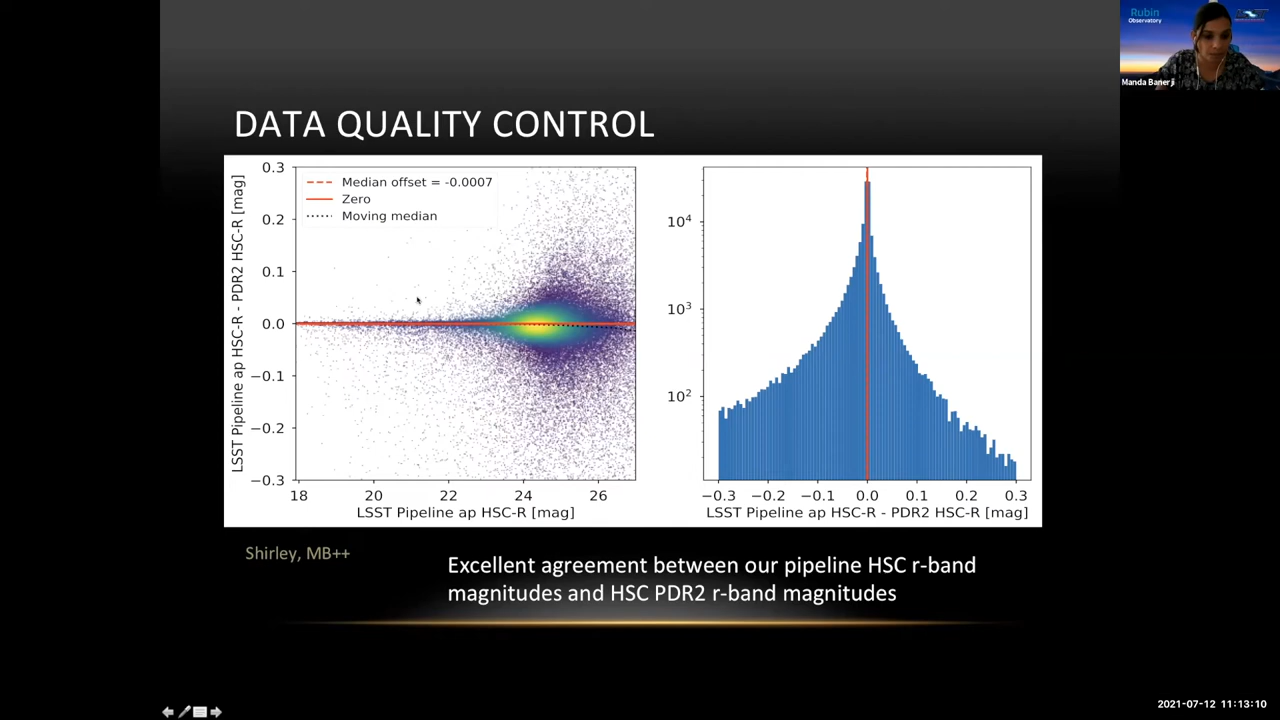 Rubin
Observatory
Manda Banerji
DATA QUALITY CONTROL
0.3
0.2
0.1
0.0
−0.1
−0.2
−0.3
LSST Pipeline ap HSC-R - PDR2 HSC-R [mag]
Median offset = -0.0007
Zero
Moving median
18 20 22 24 26
LSST Pipeline ap HSC-R [mag]
10⁴
10³
10²
−0.3 −0.2 −0.1 0.0 0.1 0.2 0.3
LSST Pipeline ap HSC-R - PDR2 HSC-R [mag]
Shirley, MB++
Excellent agreement between our pipeline HSC r-band
magnitudes and HSC PDR2 r-band magnitudes
2021-07-12 11:13:10